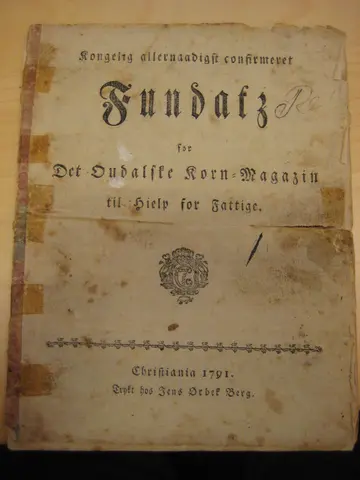 Kongelig allernaadigst confirmeret
Fundatz
for
Det Oudalske Korn-Magazin
til Hielp for Fattige.
Christiania 1791.
Trykt hos Jens Ørbek Berg.